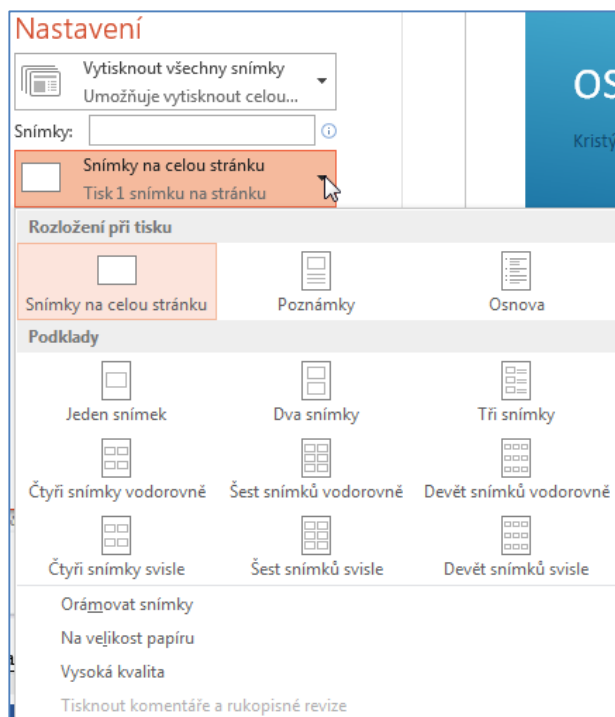 Nastavení
Vytisknout všechny snímky
Umožňuje vytisknout celou...
Snímky:
Snímky na celou stránku
Tisk 1 snímku na stránku
Rozložení při tisku
Snímky na celou stránku Poznámky Osnova
Podklady
Jeden snímek Dva snímky Tři snímky
Čtyři snímky vodorovně Šest snímků vodorovně Devět snímků vodorovně
Čtyři snímky svisle Šest snímků svisle Devět snímků svisle
Orámovat snímky
Na velikost papíru
Vysoká kvalita
Tisknout komentáře a rukopisné revize